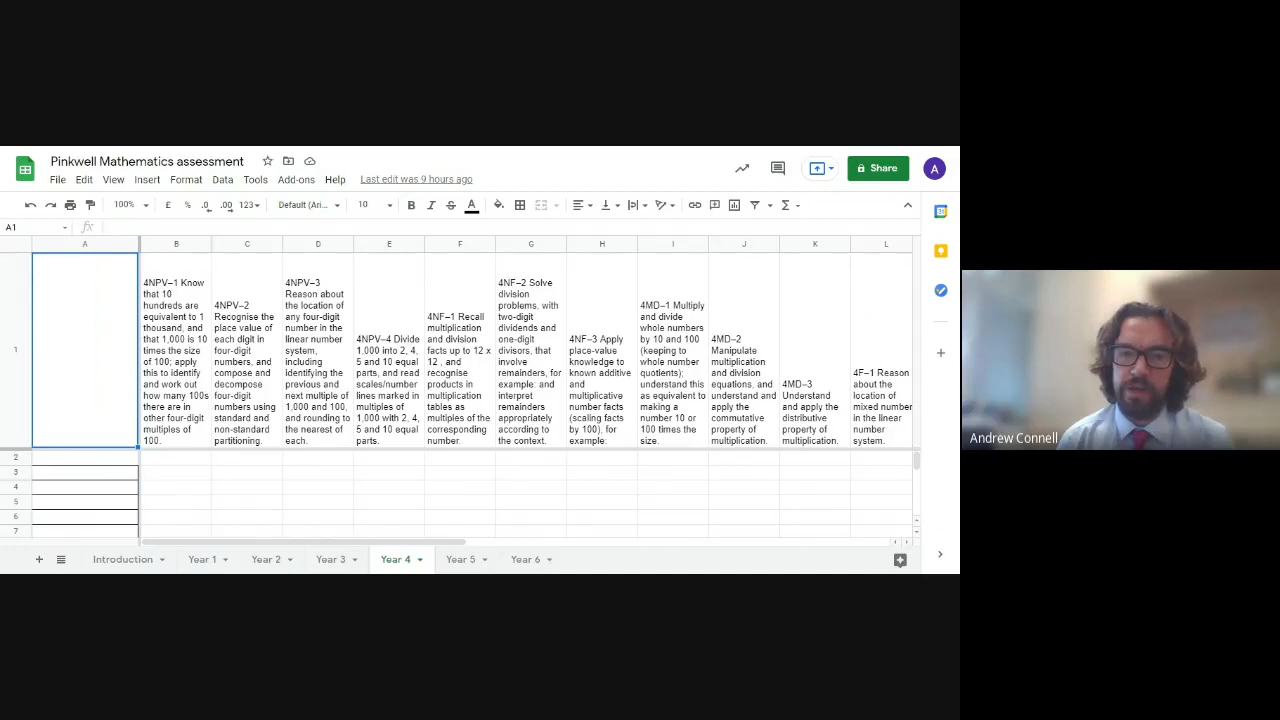 Pinkwell Mathematics assessment
File Edit View Insert Format Data Tools Add-ons Help Last edit was 9 hours ago
Share
A
100% £ % .0 .00 123 Default (Ari... 10 B I S A
A1 fx
A B C D E F G H I J K L
1
4NPV–1 Know
that 10
hundreds are
equivalent to 1
thousand, and
that 1,000 is 10
times the size
of 100; apply
this to identify
and work out
how many 100s
there are in
other four-digit
multiples of
100.
4NPV–2
Recognise the
place value of
each digit in
four-digit
numbers, and
compose and
decompose
four-digit
numbers using
standard and
non-standard
partitioning.
4NPV–3
Reason about
the location of
any four-digit
number in the
linear number
system,
including
identifying the
previous and
next multiple of
1,000 and 100,
and rounding to
the nearest of
each.
4NPV–4 Divide
1,000 into 2, 4,
5 and 10 equal
parts, and read
scales/number
lines marked in
multiples of
1,000 with 2, 4,
5 and 10 equal
parts.
4NF–1 Recall
multiplication
and division
facts up to 12 x
12 , and
recognise
products in
multiplication
tables as
multiples of the
corresponding
number.
4NF–2 Solve
division
problems, with
two-digit
dividends and
one-digit
divisors, that
involve
remainders, for
example: and
interpret
remainders
appropriately
according to
the context.
4NF–3 Apply
place-value
knowledge to
known additive
and
multiplicative
number facts
(scaling facts
by 100), for
example:
4MD–1 Multiply
and divide
whole numbers
by 10 and 100
(keeping to
whole number
quotients);
understand this
as equivalent to
making a
number 10 or
100 times the
size.
4MD–2
Manipulate
multiplication
and division
equations, and
understand and
apply the
commutative
property of
multiplication.
4MD–3
Understand
and apply the
distributive
property of
multiplication.
4F–1 Reason
about the
location of
mixed number
in the linear
number
system.
2
3
4
5
6
7
Introduction Year 1 Year 2 Year 3 Year 4 Year 5 Year 6
Andrew Connell